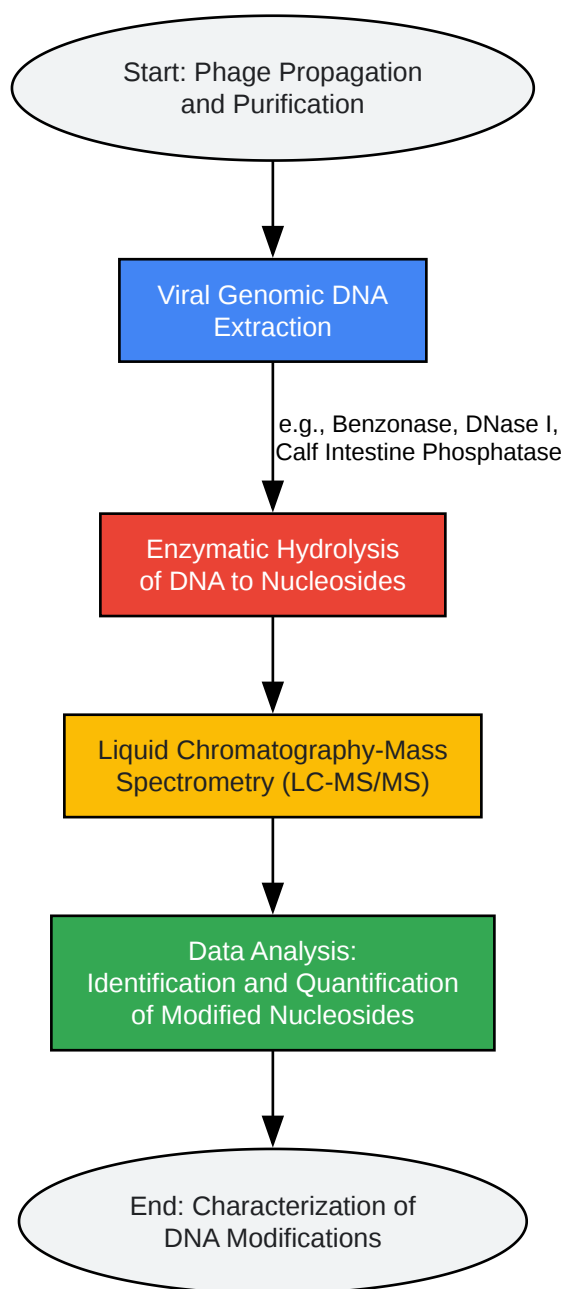 Start: Phage Propagation
and Purification
Viral Genomic DNA
Extraction
e.g., Benzonase, DNase I,
Calf Intestine Phosphatase
Enzymatic Hydrolysis
of DNA to Nucleosides
Liquid Chromatography-Mass
Spectrometry (LC-MS/MS)
Data Analysis:
Identification and Quantification
of Modified Nucleosides
End: Characterization of
DNA Modifications